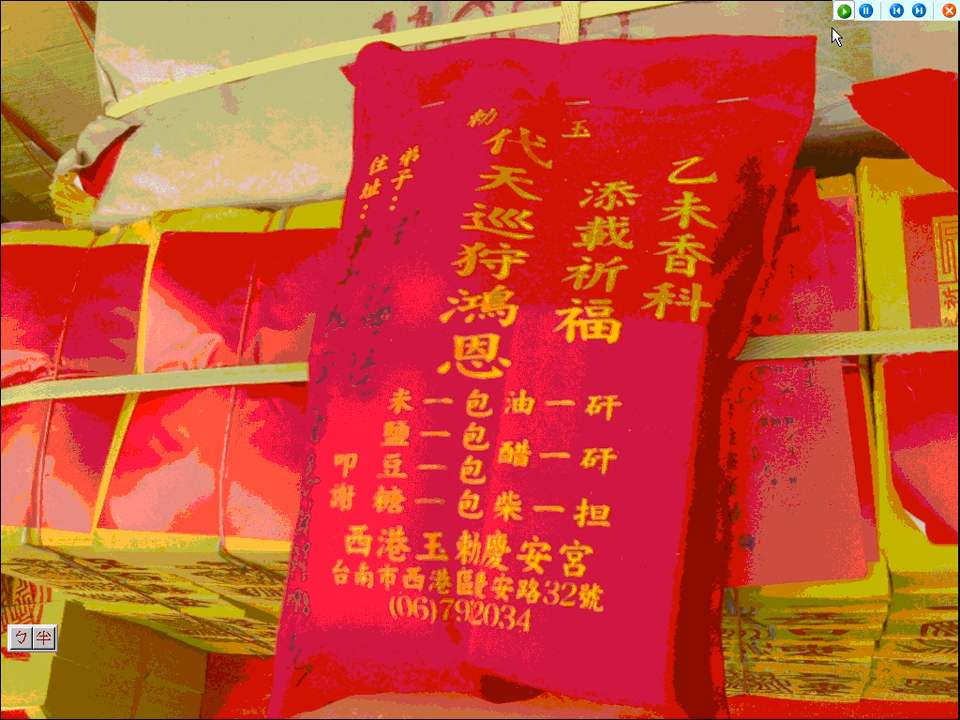 乙未香科
添載祈福
玉
勅
代天巡狩鴻恩
弟子：
住址：
米一包 油一矸
鹽一包
醋一矸
豆一包
糖一包 柴一担
叩謝
西港玉勅慶安宮
台南市西港區慶安路32號
(06)792034
ㄅ半